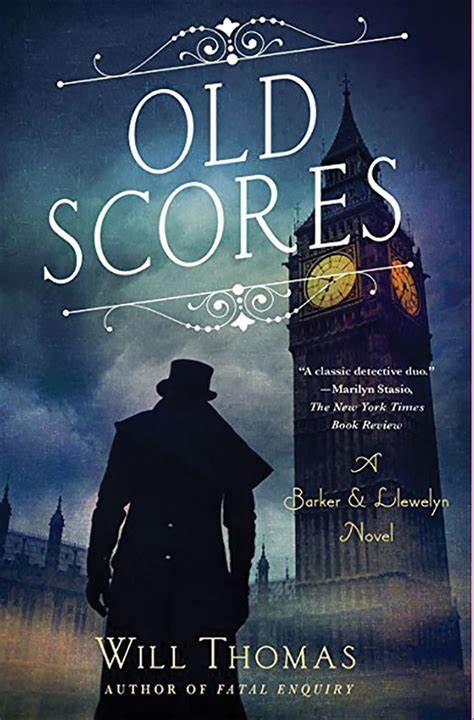 OLD
SCORES
“A classic detective duo.”
—Marilyn Stasio,
The New York Times
Book Review
A
Barker & Llewelyn
Novel
WILL THOMAS
AUTHOR OF FATAL ENQUIRY